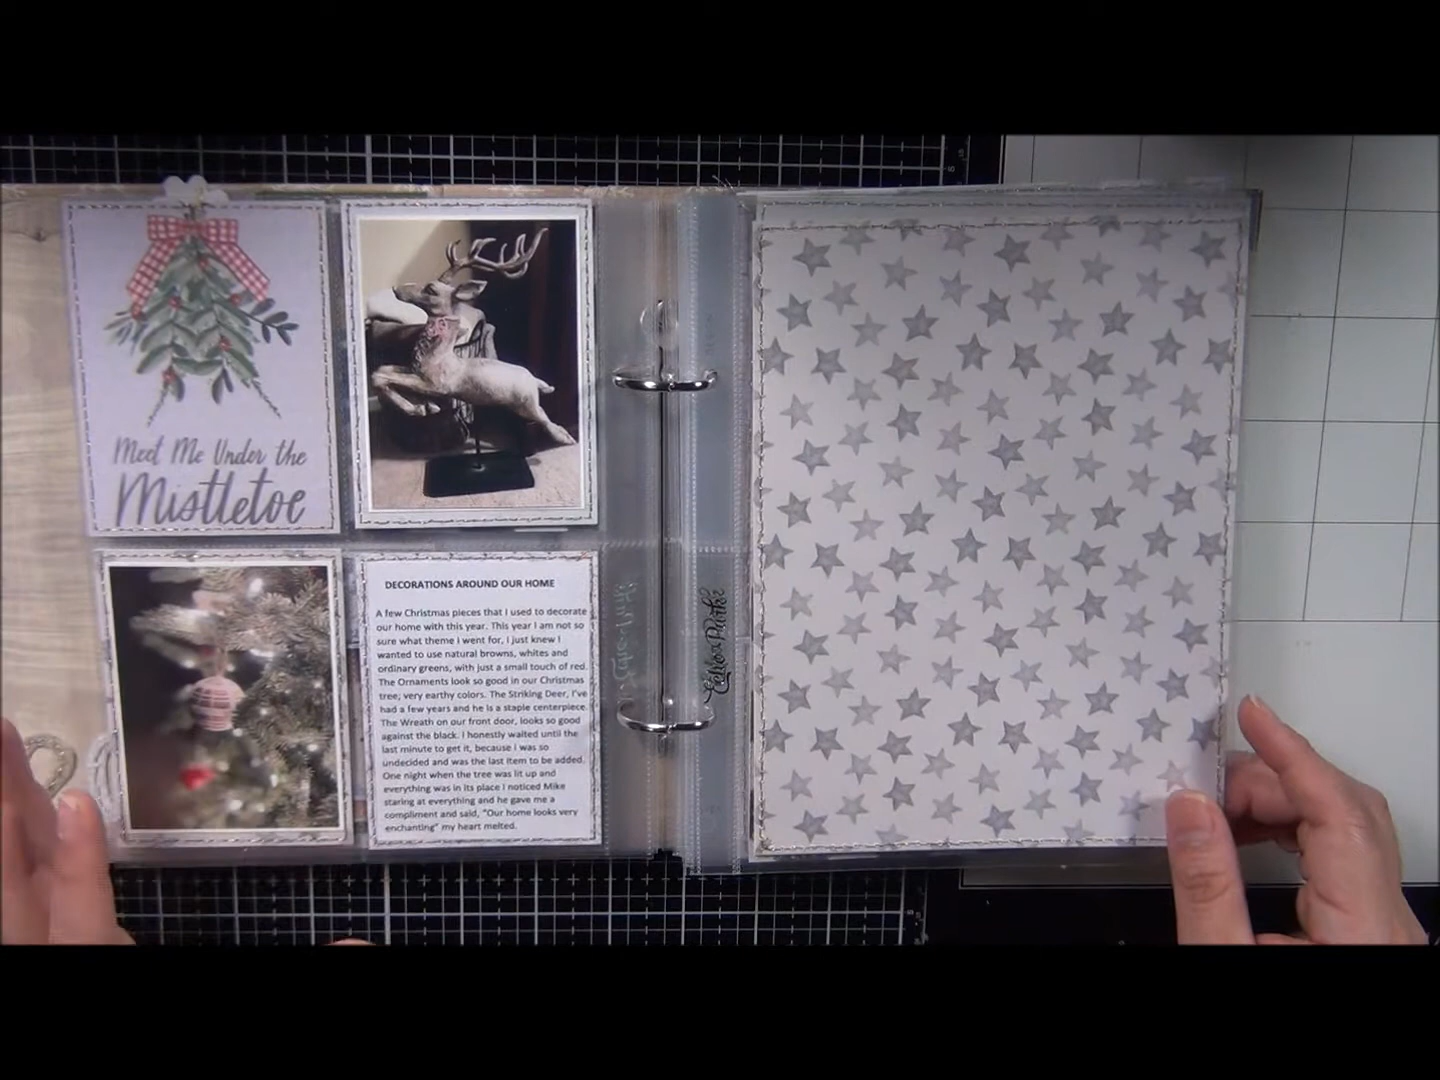 Meet Me Under the
Mistletoe
DECORATIONS AROUND OUR HOME
A few Christmas pieces that I used to decorate
our home with this year. This year I am not so
sure what theme I went for, I just knew I
wanted to use natural browns, whites and
ordinary greens, with just a small touch of red.
The Ornaments look so good in our Christmas
tree; very earthy colors. The Striking Deer, I've
had a few years and he is a staple centerpiece.
The Wreath on our front door, looks so good
against the black. I honestly waited until the
last minute to get it, because I was so
undecided and was the last item to be added.
One night when the tree was lit up and
everything was in its place I noticed Mike
staring at everything and he gave me a
compliment and said, "Our home looks very
enchanting" my heart melted.
Echo Park